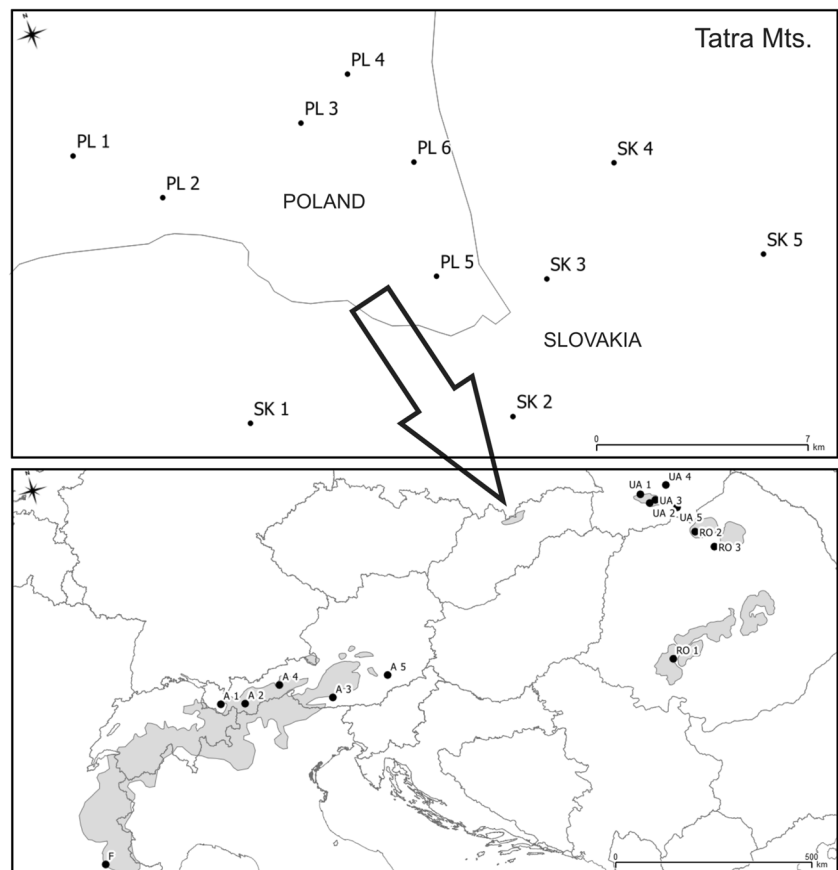 N
Tatra Mts.
PL 4
PL 3
PL 1
PL 6
SK 4
PL 2
POLAND
SK 5
PL 5
SK 3
SLOVAKIA
SK 1
SK 2
0 7
km
N
UA 4
UA 1
UA 3
UA 2
UA 5
RO 2
RO 3
RO 1
A 5
A 4
A 1
A 2
A 3
F
0 500
km